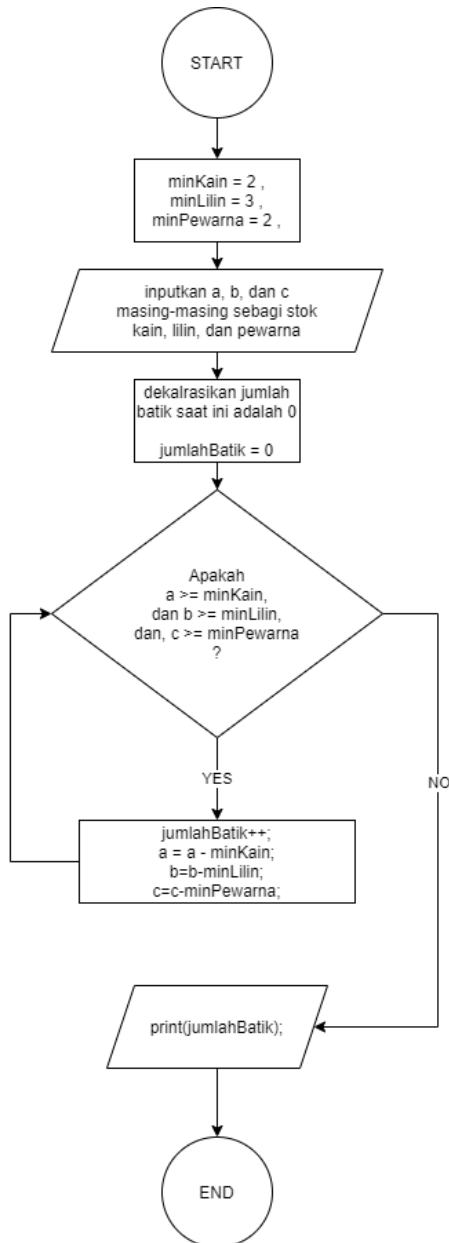 START
minKain = 2 ,
minLilin = 3 ,
minPewarna = 2 ,
inputkan a, b, dan c
masing-masing sebagi stok
kain, lilin, dan pewarna
dekalrasikan jumlah
batik saat ini adalah 0
jumlahBatik = 0
Apakah
a >= minKain,
dan b >= minLilin,
dan, c >= minPewarna
?
YES
NO
jumlahBatik++;
a = a - minKain;
b=b-minLilin;
c=c-minPewarna;
print(jumlahBatik);
END